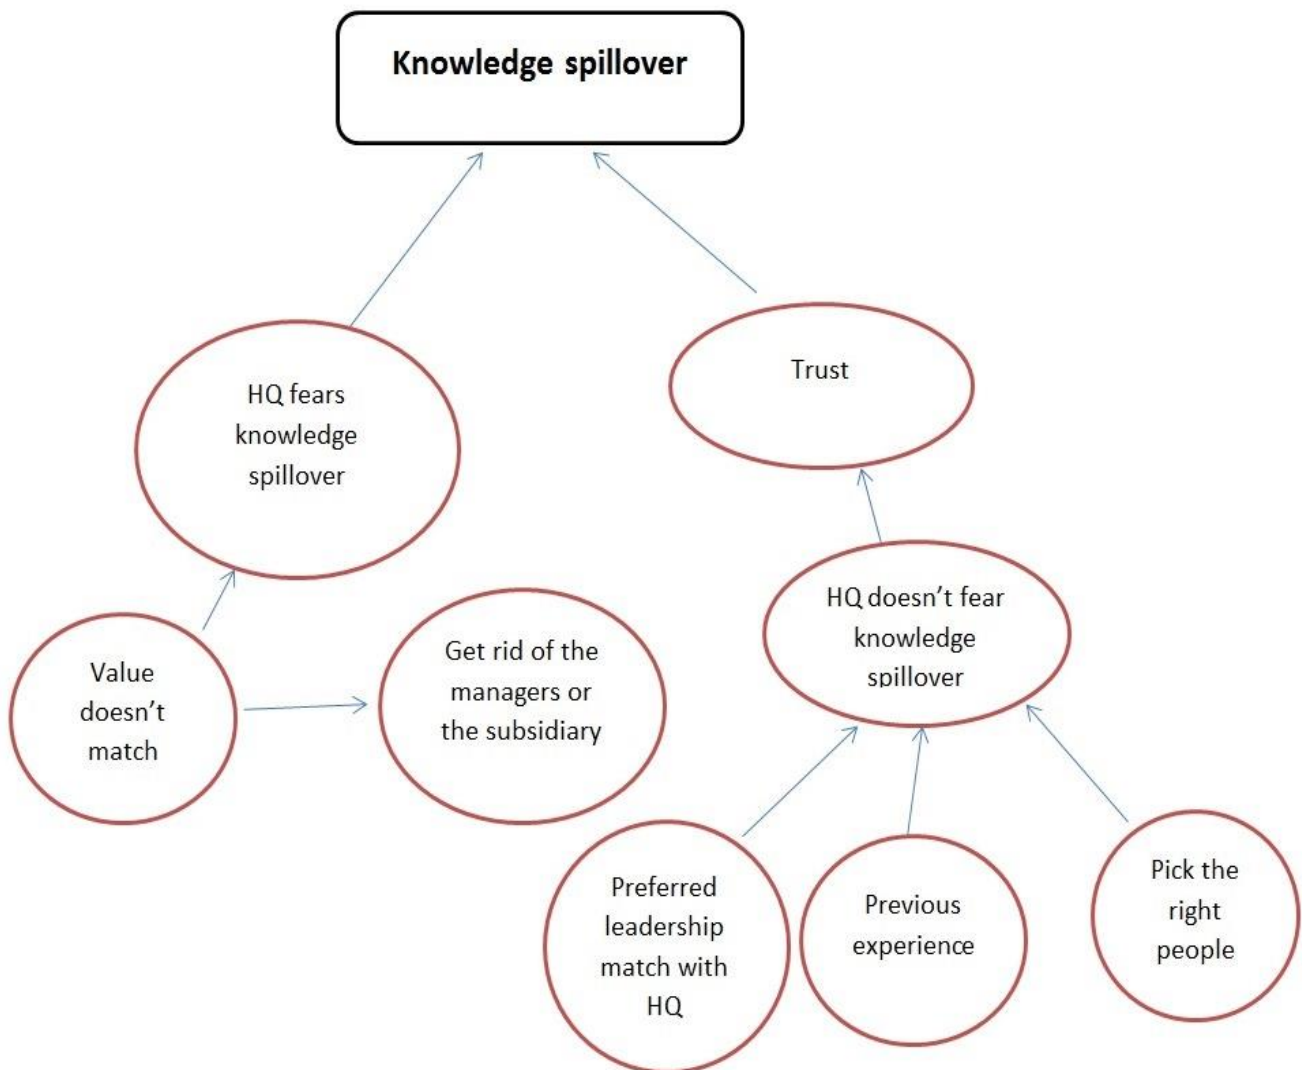 Knowledge spillover
HQ fears
knowledge
spillover
Trust
Value
doesn’t
match
Get rid of the
managers or
the subsidiary
HQ doesn’t fear
knowledge
spillover
Preferred
leadership
match with
HQ
Previous
experience
Pick the
right
people